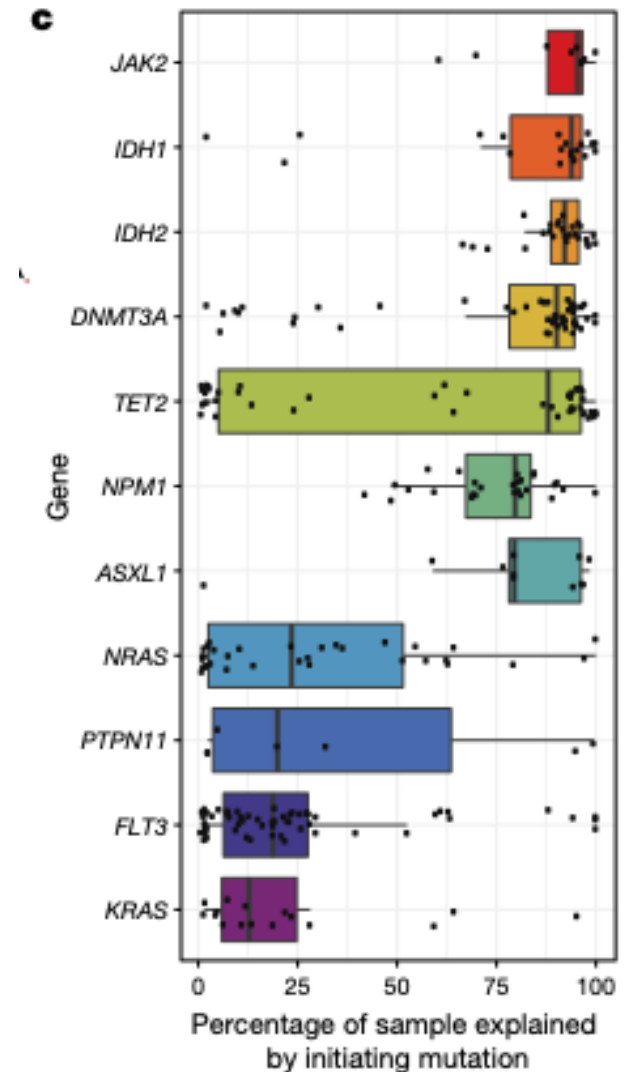 c
JAK2
IDH1
IDH2
DNMT3A
TET2
NPM1
ASXL1
NRAS
PTPN11
FLT3
KRAS
Gene
0 25 50 75 100
Percentage of sample explained
by initiating mutation